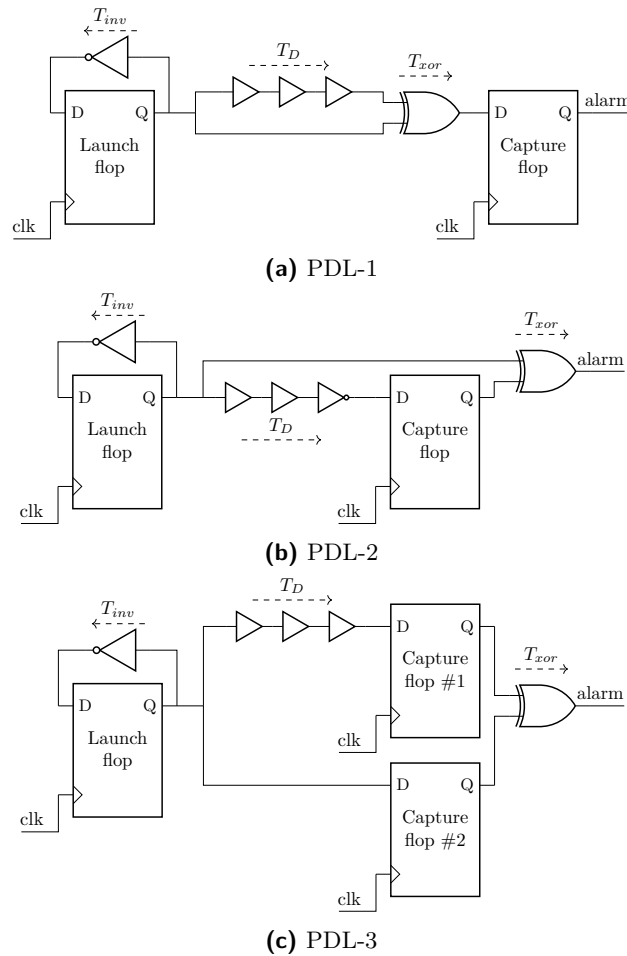 T_inv
T_D
T_xor
D Q
Launch
flop
clk
D Q
Capture
flop
clk
alarm
(a) PDL-1
T_inv
T_xor
alarm
D Q
Launch
flop
clk
T_D
D Q
Capture
flop
clk
(b) PDL-2
T_D
T_inv
T_xor
D Q
Launch
flop
clk
D Q
Capture
flop #1
clk
alarm
D Q
Capture
flop #2
clk
(c) PDL-3